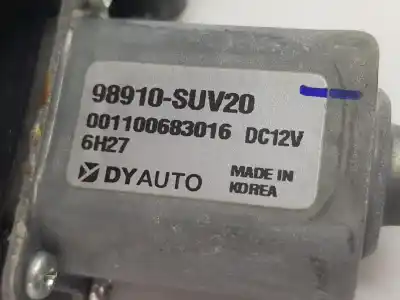 98910-SUV20
001100683016 DC12V
6H27
DYAUTO
MADE IN
KOREA